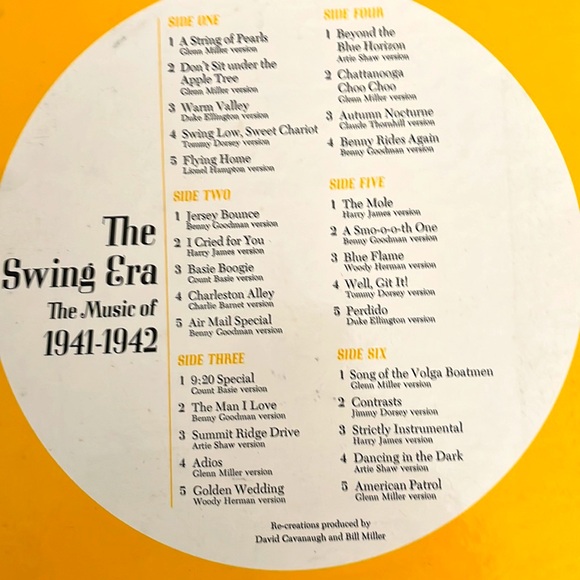 The
Swing Era
The Music of
1941-1942
SIDE ONE
1 A String of Pearls
Glenn Miller version
2 Don't Sit under the
Apple Tree
Glenn Miller version
3 Warm Valley
Duke Ellington version
4 Swing Low, Sweet Chariot
Tommy Dorsey version
5 Flying Home
Lionel Hampton version
SIDE TWO
1 Jersey Bounce
Benny Goodman version
2 I Cried for You
Harry James version
3 Basie Boogie
Count Basie version
4 Charleston Alley
Charlie Barnet version
5 Air Mail Special
Benny Goodman version
SIDE THREE
1 9:20 Special
Count Basie version
2 The Man I Love
Benny Goodman version
3 Summit Ridge Drive
Artie Shaw version
4 Adios
Glenn Miller version
5 Golden Wedding
Woody Herman version
SIDE FOUR
1 Beyond the
Blue Horizon
Artie Shaw version
2 Chattanooga
Choo Choo
Glenn Miller version
3 Autumn Nocturne
Claude Thornhill version
4 Benny Rides Again
Benny Goodman version
SIDE FIVE
1 The Mole
Harry James version
2 A Smo-o-o-th One
Benny Goodman version
3 Blue Flame
Woody Herman version
4 Well, Git It!
Tommy Dorsey version
5 Perdido
Duke Ellington version
SIDE SIX
1 Song of the Volga Boatmen
Glenn Miller version
2 Contrasts
Jimmy Dorsey version
3 Strictly Instrumental
Harry James version
4 Dancing in the Dark
Artie Shaw version
5 American Patrol
Glenn Miller version
Re-creations produced by
David Cavanaugh and Bill Miller